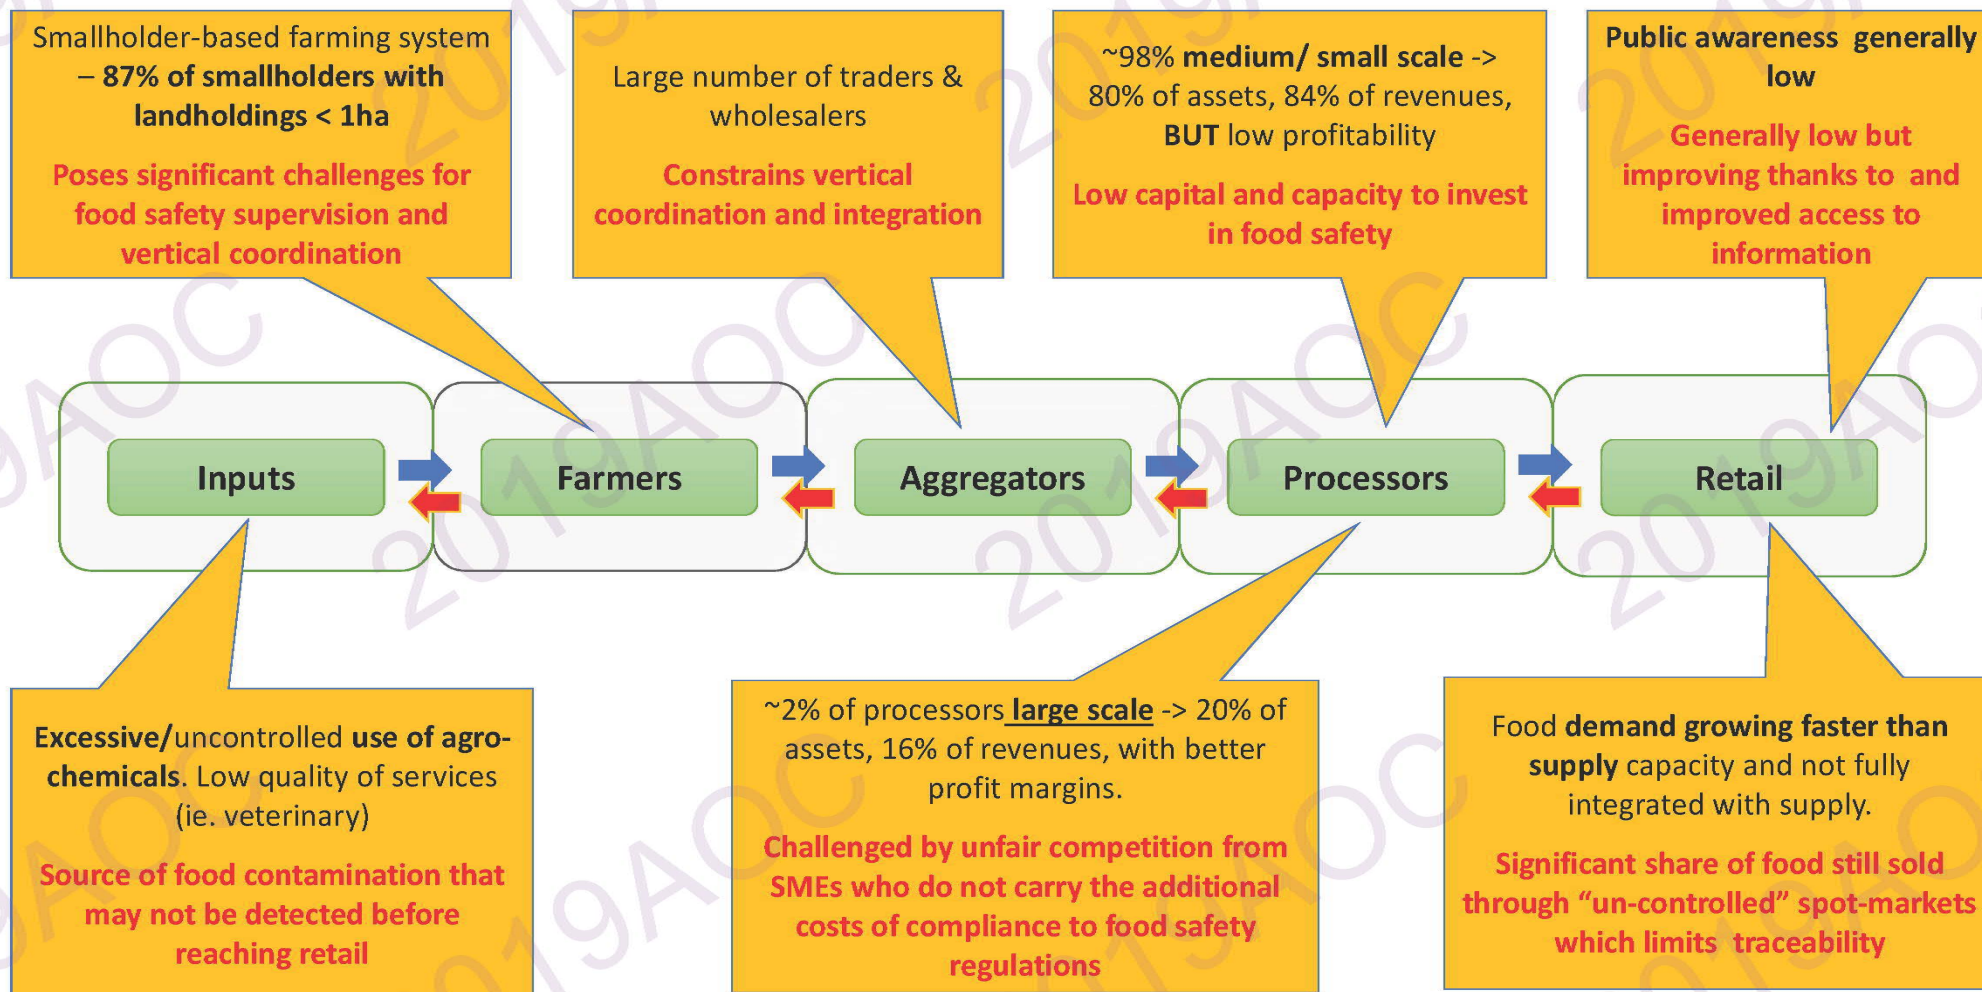 Smallholder-based farming system
– 87% of smallholders with
landholdings < 1ha
Poses significant challenges for
food safety supervision and
vertical coordination
Large number of traders &
wholesalers
Constrains vertical
coordination and integration
~98% medium/ small scale ->
80% of assets, 84% of revenues,
BUT low profitability
Low capital and capacity to invest
in food safety
Public awareness generally
low
Generally low but
improving thanks to and
improved access to
information
Inputs
Farmers
Aggregators
Processors
Retail
Excessive/uncontrolled use of agro-
chemicals. Low quality of services
(ie. veterinary)
Source of food contamination that
may not be detected before
reaching retail
~2% of processors large scale -> 20% of
assets, 16% of revenues, with better
profit margins.
Challenged by unfair competition from
SMEs who do not carry the additional
costs of compliance to food safety
regulations
Food demand growing faster than
supply capacity and not fully
integrated with supply.
Significant share of food still sold
through “un-controlled” spot-markets
which limits traceability
2019AOC
2019AOC
2019AOC
2019AOC
2019AOC
2019AOC
2019AOC